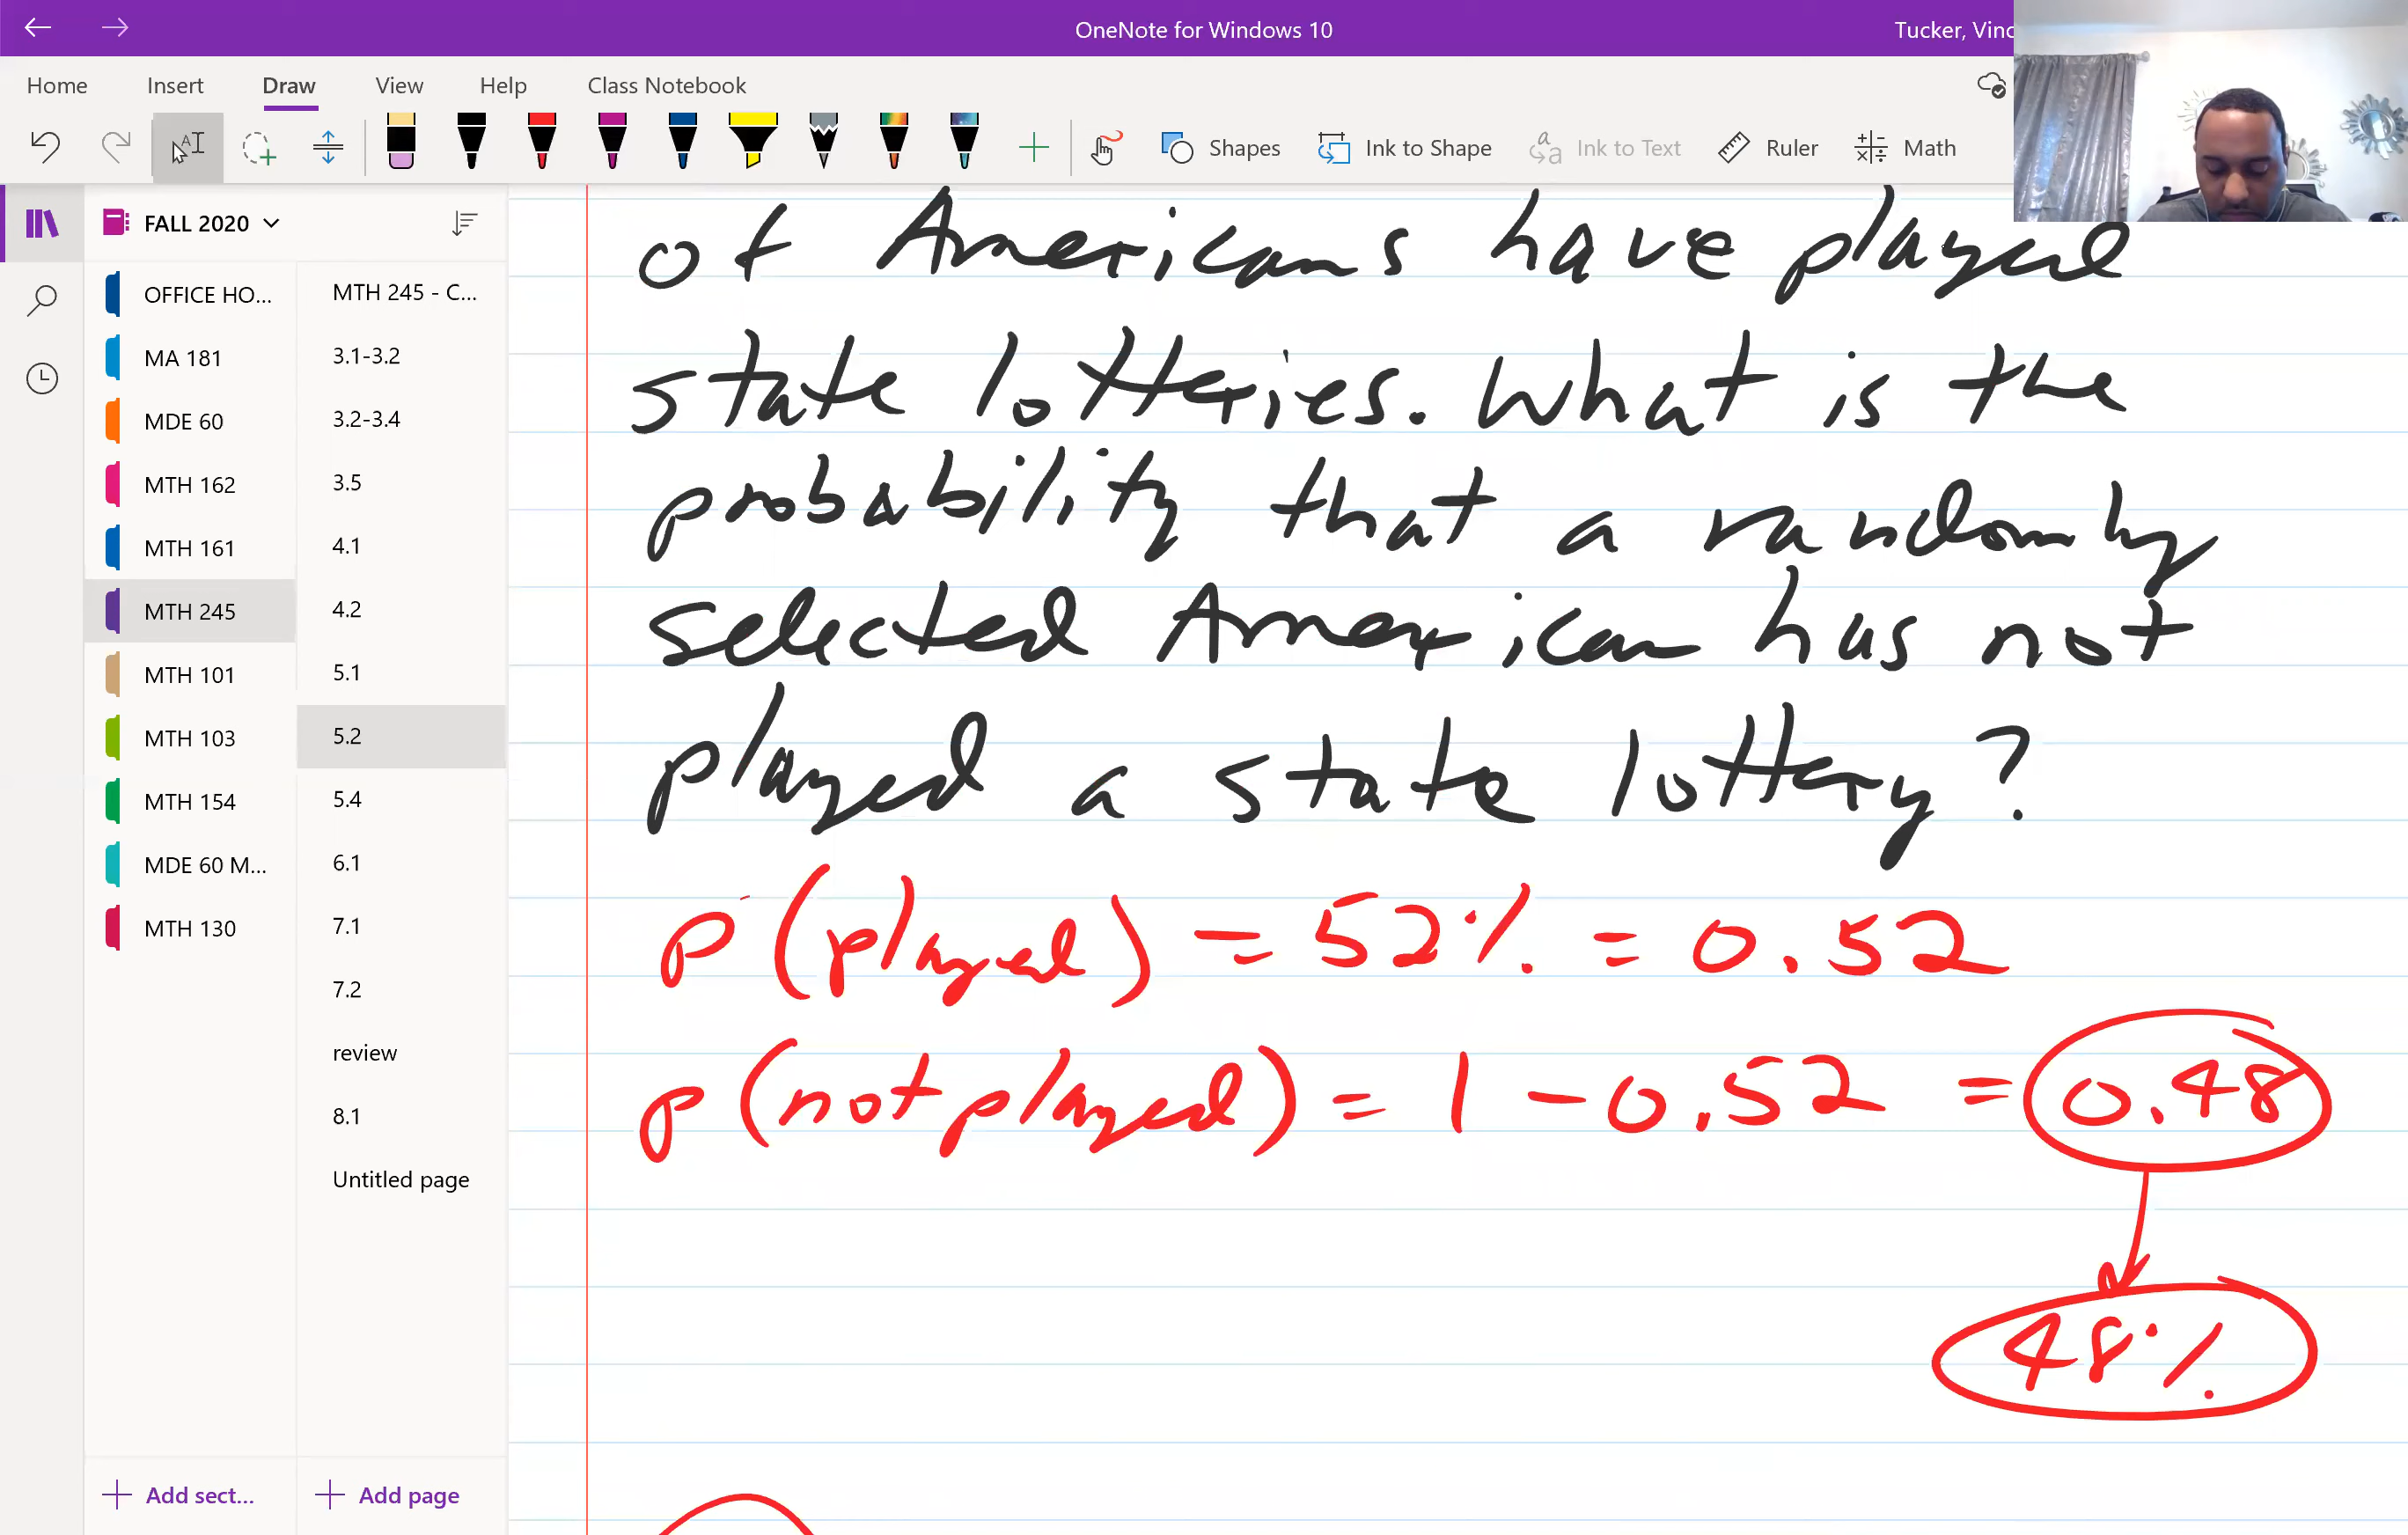 OneNote for Windows 10
Tucker, Vinc
Home Insert Draw View Help Class Notebook
Shapes Ink to Shape Ink to Text Ruler Math
FALL 2020
OFFICE HO...
MA 181
MDE 60
MTH 162
MTH 161
MTH 245
MTH 101
MTH 103
MTH 154
MDE 60 M...
MTH 130
Add sect...
MTH 245 - C...
3.1-3.2
3.2-3.4
3.5
4.1
4.2
5.1
5.2
5.4
6.1
7.1
7.2
review
8.1
Untitled page
Add page
of Americans have played
state lotteries. What is the
probability that a randomly
selected American has not
played a state lottery?
P(played) = 52% = 0.52
P(not played) = 1 - 0.52 = 0.48
48%